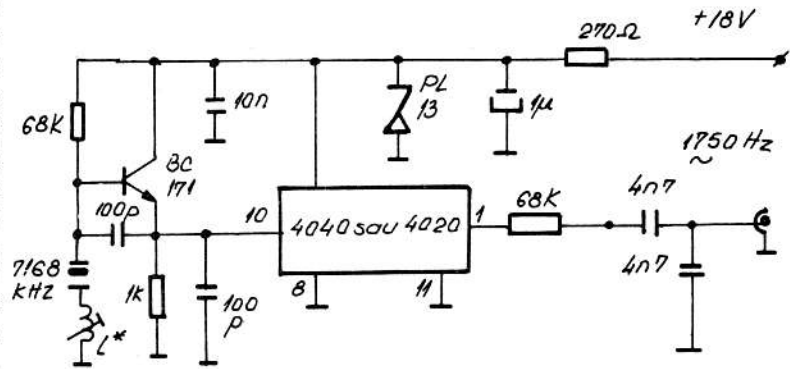 +18V
270Ω
PL
13
10n
1µ
68K
BC
171
1750 Hz
~
100p
10
4040 sau 4020
1
68K
4n7
4n7
7168
KHZ
1K
100
p
8
11
L*